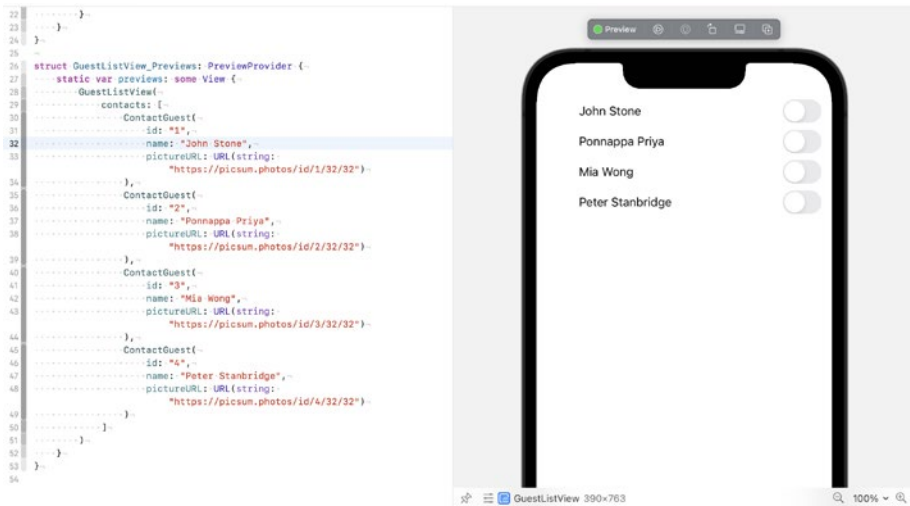 22 }
23 }
24 }
25
26 struct GuestListView_Previews: PreviewProvider {
27 static var previews: some View {
28 GuestListView(
29 contacts: [
30 ContactGuest(
31 id: "1",
32 name: "John Stone",
33 pictureURL: URL(string:
"https://picsum.photos/id/1/32/32")
34 ),
35 ContactGuest(
36 id: "2",
37 name: "Ponnappa Priya",
38 pictureURL: URL(string:
"https://picsum.photos/id/2/32/32")
39 ),
40 ContactGuest(
41 id: "3",
42 name: "Mia Wong",
43 pictureURL: URL(string:
"https://picsum.photos/id/3/32/32")
44 ),
45 ContactGuest(
46 id: "4",
47 name: "Peter Stanbridge",
48 pictureURL: URL(string:
"https://picsum.photos/id/4/32/32")
49 )
50 ]
51 )
52 }
53 }
54
Preview
John Stone
Ponnappa Priya
Mia Wong
Peter Stanbridge
GuestListView 390×763
100%